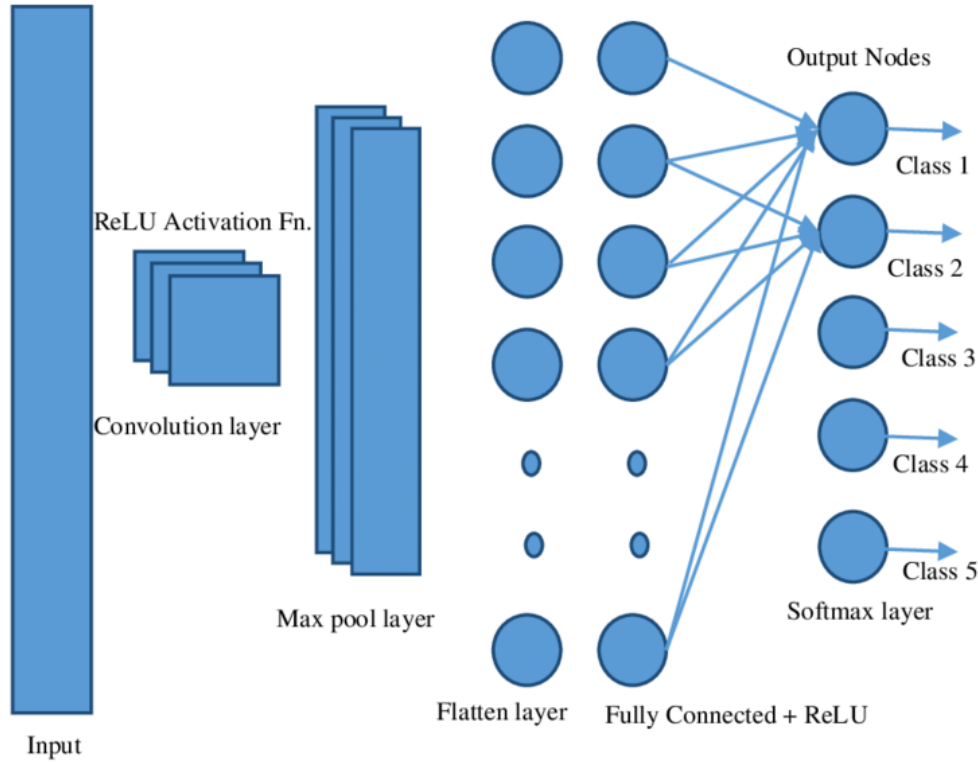 Input
ReLU Activation Fn.
Convolution layer
Max pool layer
Flatten layer
Fully Connected + ReLU
Output Nodes
Class 1
Class 2
Class 3
Class 4
Class 5
Softmax layer